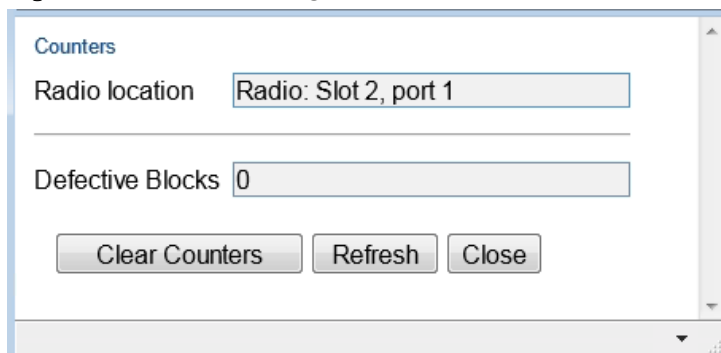 Counters
Radio location Radio: Slot 2, port 1
Defective Blocks 0
Clear Counters Refresh Close